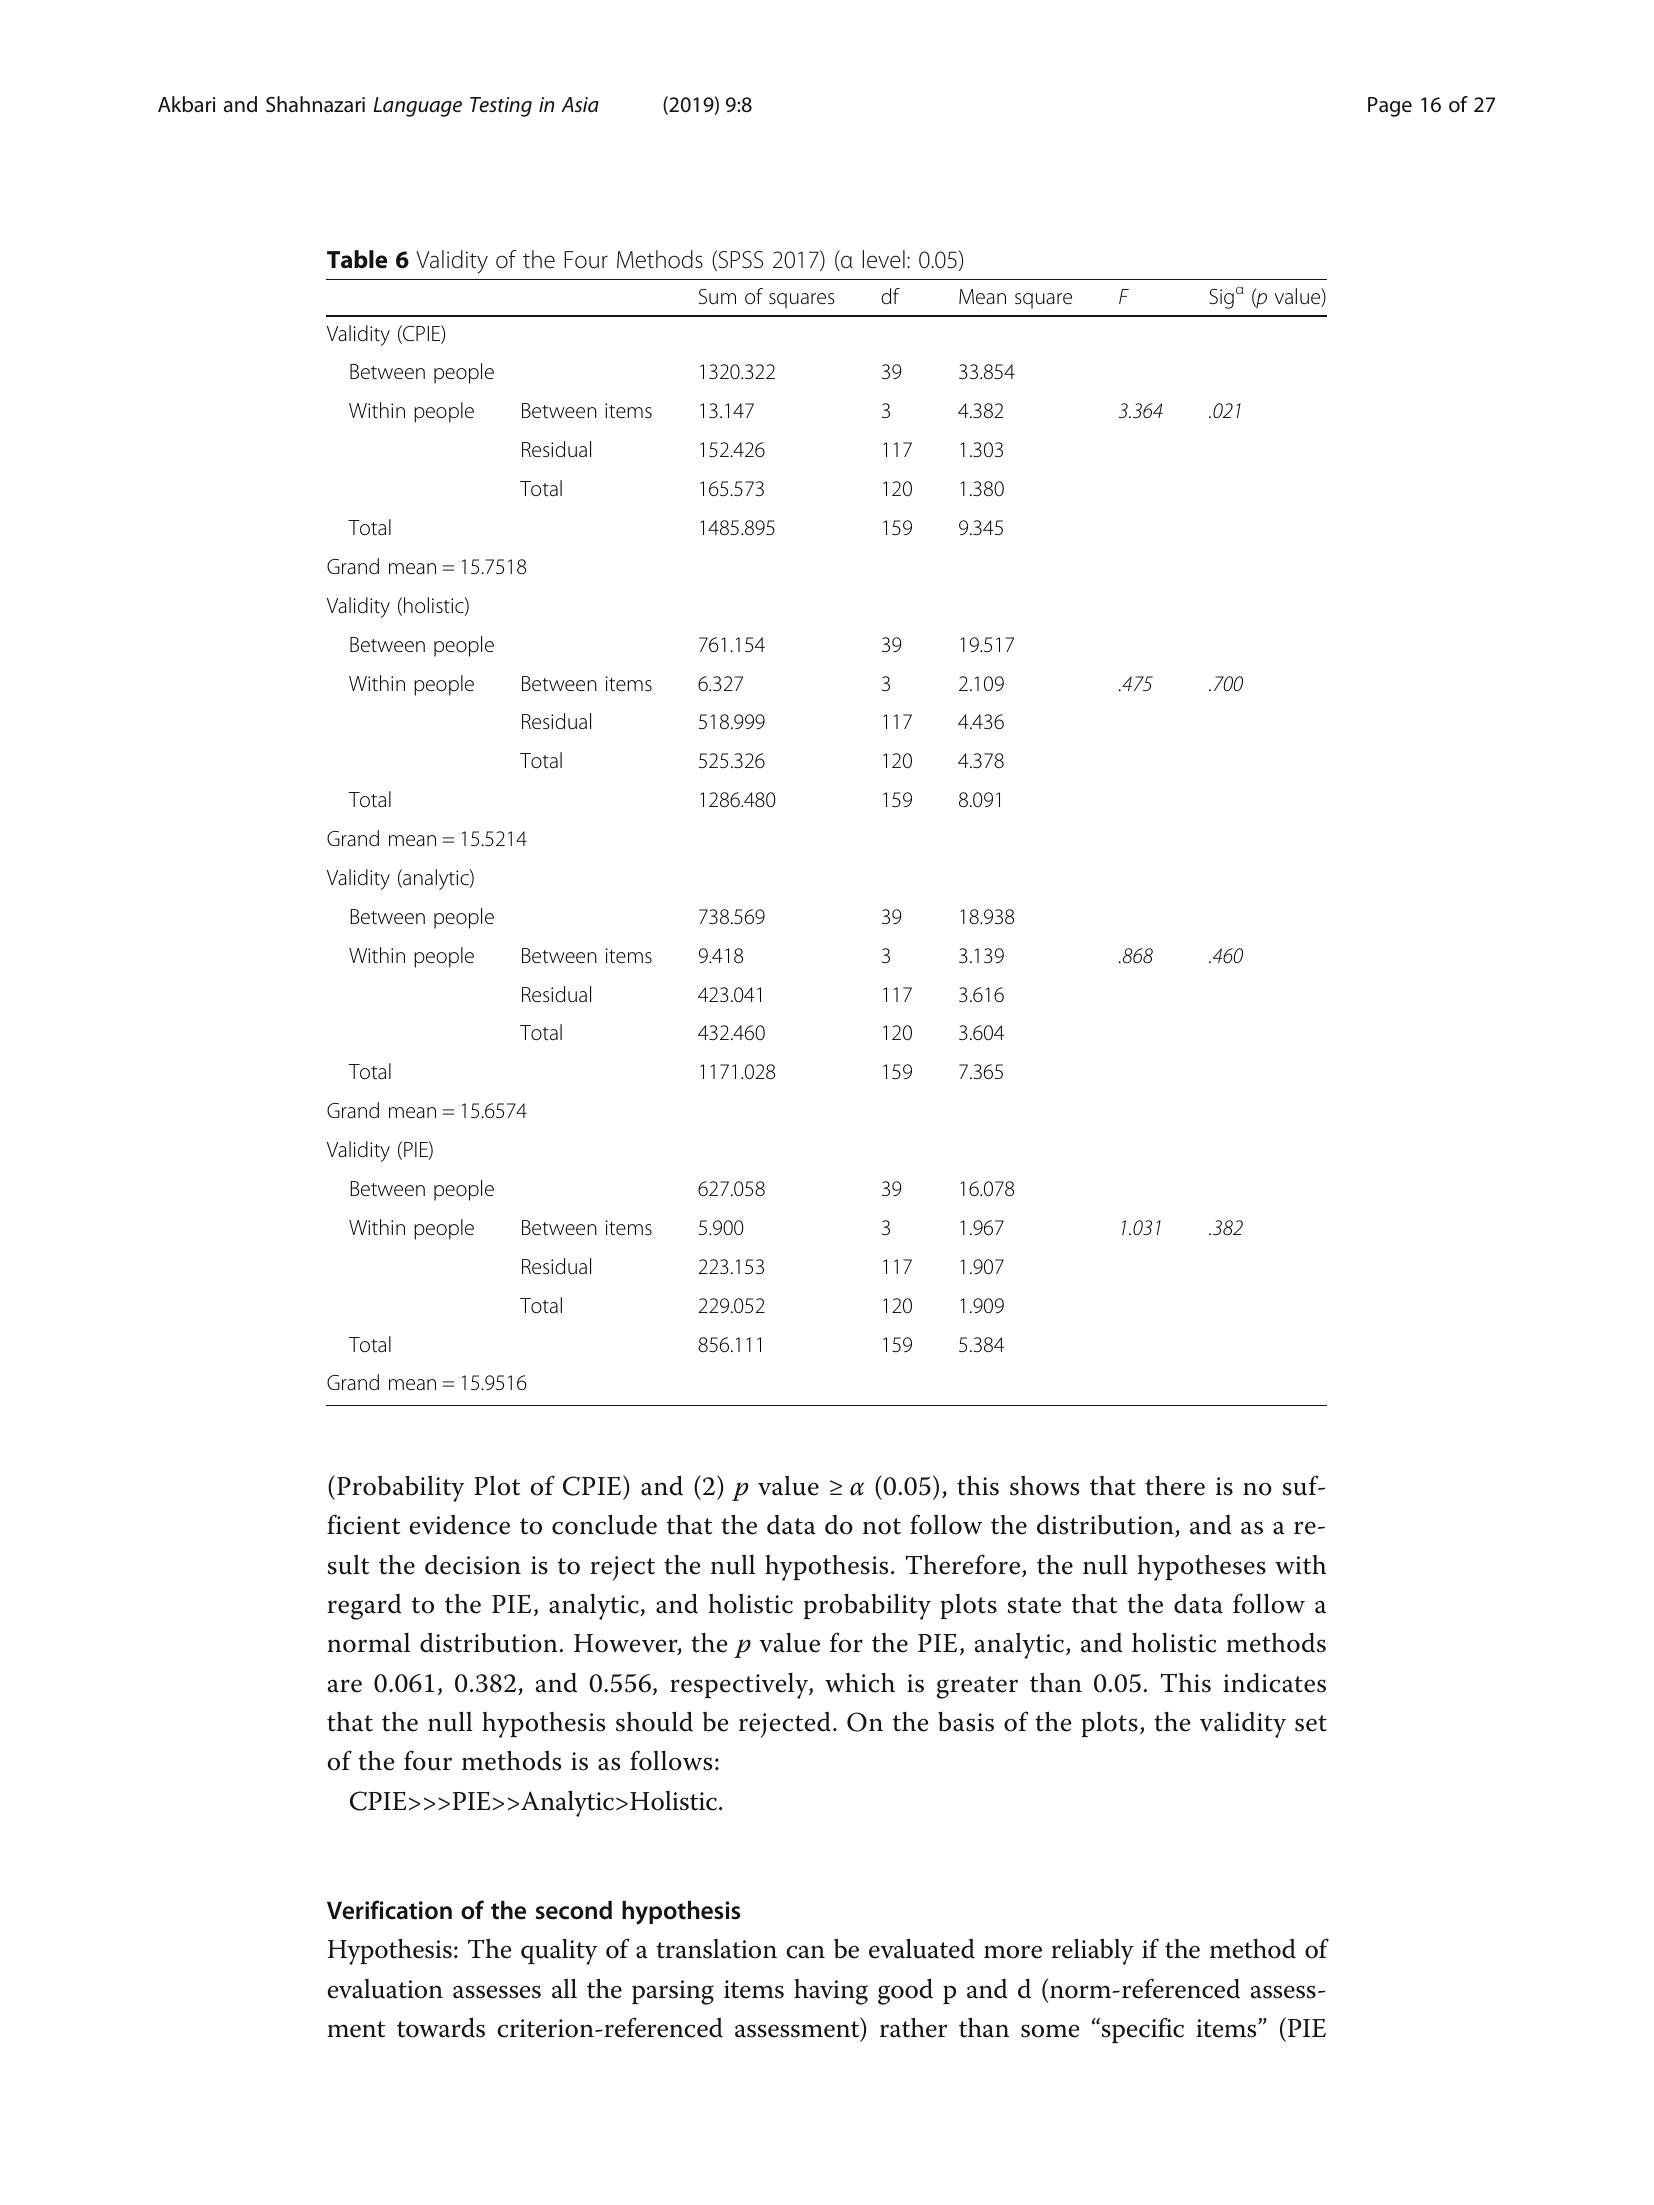 Akbari and Shahnazari Language Testing in Asia (2019) 9:8 Page 16 of 27
Table 6 Validity of the Four Methods (SPSS 2017) (α level: 0.05)
Sum of squares df Mean square F Sigα (p value)
Validity (CPIE)
Between people 1320.322 39 33.854
Within people Between items 13.147 3 4.382 3.364 .021
Residual 152.426 117 1.303
Total 165.573 120 1.380
Total 1485.895 159 9.345
Grand mean = 15.7518
Validity (holistic)
Between people 761.154 39 19.517
Within people Between items 6.327 3 2.109 .475 .700
Residual 518.999 117 4.436
Total 525.326 120 4.378
Total 1286.480 159 8.091
Grand mean = 15.5214
Validity (analytic)
Between people 738.569 39 18.938
Within people Between items 9.418 3 3.139 .868 .460
Residual 423.041 117 3.616
Total 432.460 120 3.604
Total 1171.028 159 7.365
Grand mean = 15.6574
Validity (PIE)
Between people 627.058 39 16.078
Within people Between items 5.900 3 1.967 1.031 .382
Residual 223.153 117 1.907
Total 229.052 120 1.909
Total 856.111 159 5.384
Grand mean = 15.9516
(Probability Plot of CPIE) and (2) p value ≥ α (0.05), this shows that there is no suf-
ficient evidence to conclude that the data do not follow the distribution, and as a re-
sult the decision is to reject the null hypothesis. Therefore, the null hypotheses with
regard to the PIE, analytic, and holistic probability plots state that the data follow a
normal distribution. However, the p value for the PIE, analytic, and holistic methods
are 0.061, 0.382, and 0.556, respectively, which is greater than 0.05. This indicates
that the null hypothesis should be rejected. On the basis of the plots, the validity set
of the four methods is as follows:
CPIE>>>PIE>>Analytic>Holistic.
Verification of the second hypothesis
Hypothesis: The quality of a translation can be evaluated more reliably if the method of
evaluation assesses all the parsing items having good p and d (norm-referenced assess-
ment towards criterion-referenced assessment) rather than some “specific items” (PIE